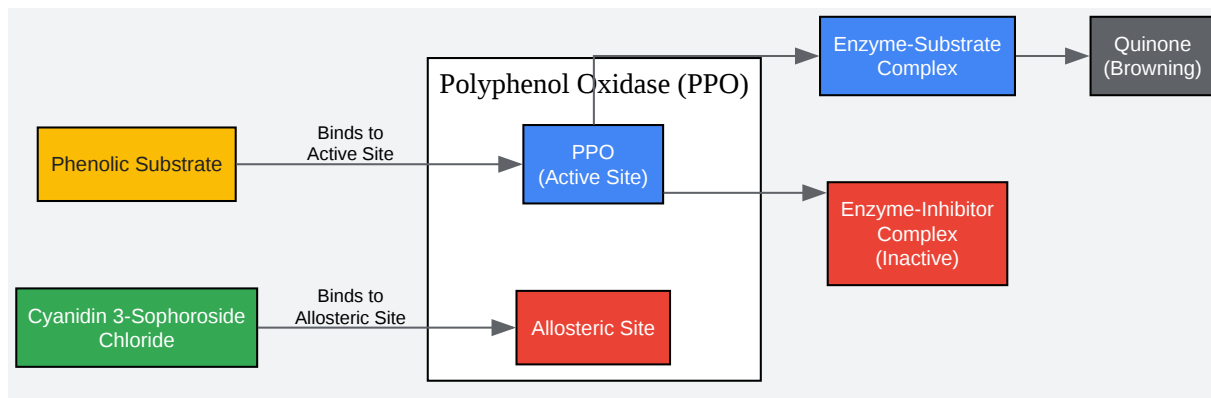 Enzyme-Substrate
Complex
Quinone
(Browning)
Polyphenol Oxidase (PPO)
Phenolic Substrate
Binds to
Active Site
PPO
(Active Site)
Enzyme-Inhibitor
Complex
(Inactive)
Cyanidin 3-Sophoroside
Chloride
Binds to
Allosteric Site
Allosteric Site